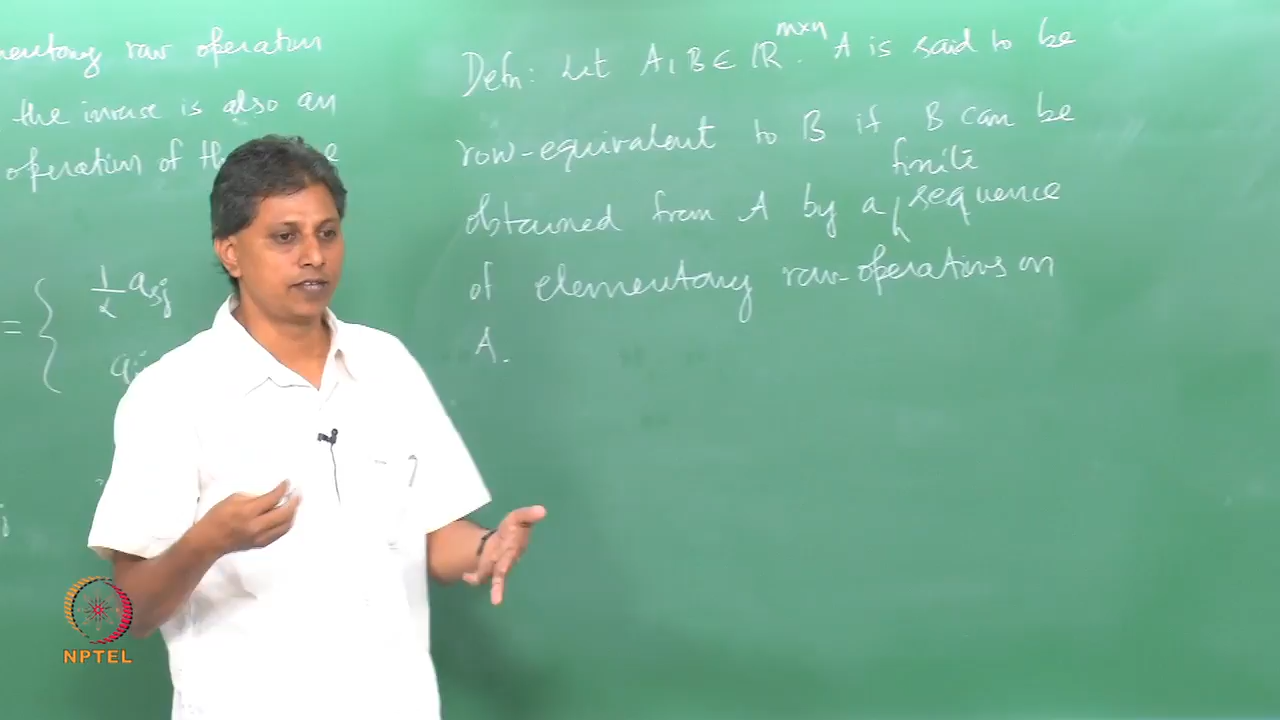 elementary row operation
the inverse is also an
operation of the
= { 1/α a_sj
a_ij
Defn: Let A, B ∈ ℝ^{m×n}. A is said to be
row-equivalent to B if B can be
finite
obtained from A by a ‸ sequence
of elementary row-operations on
A.
NPTEL